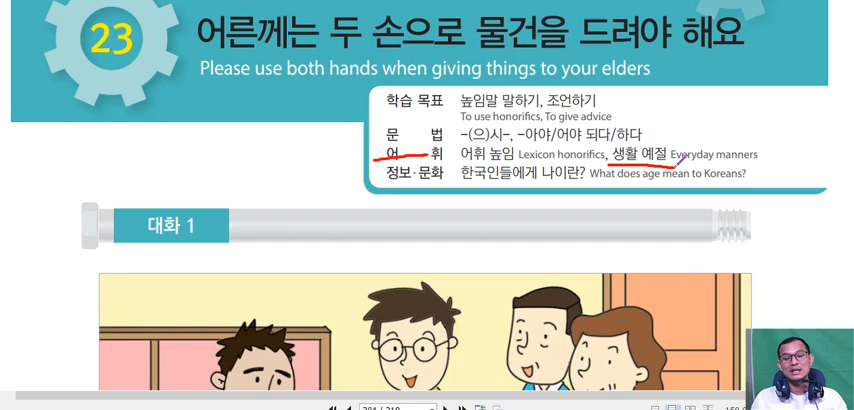 23
어른께는 두 손으로 물건을 드려야 해요
Please use both hands when giving things to your elders
학습 목표 높임말 말하기, 조언하기
To use honorifics, To give advice
문 법 -(으)시-, -아야/어야 되다/하다
어 휘 어휘 높임 Lexicon honorifics, 생활 예절 Everyday manners
정보·문화 한국인들에게 나이란? What does age mean to Koreans?
대화 1